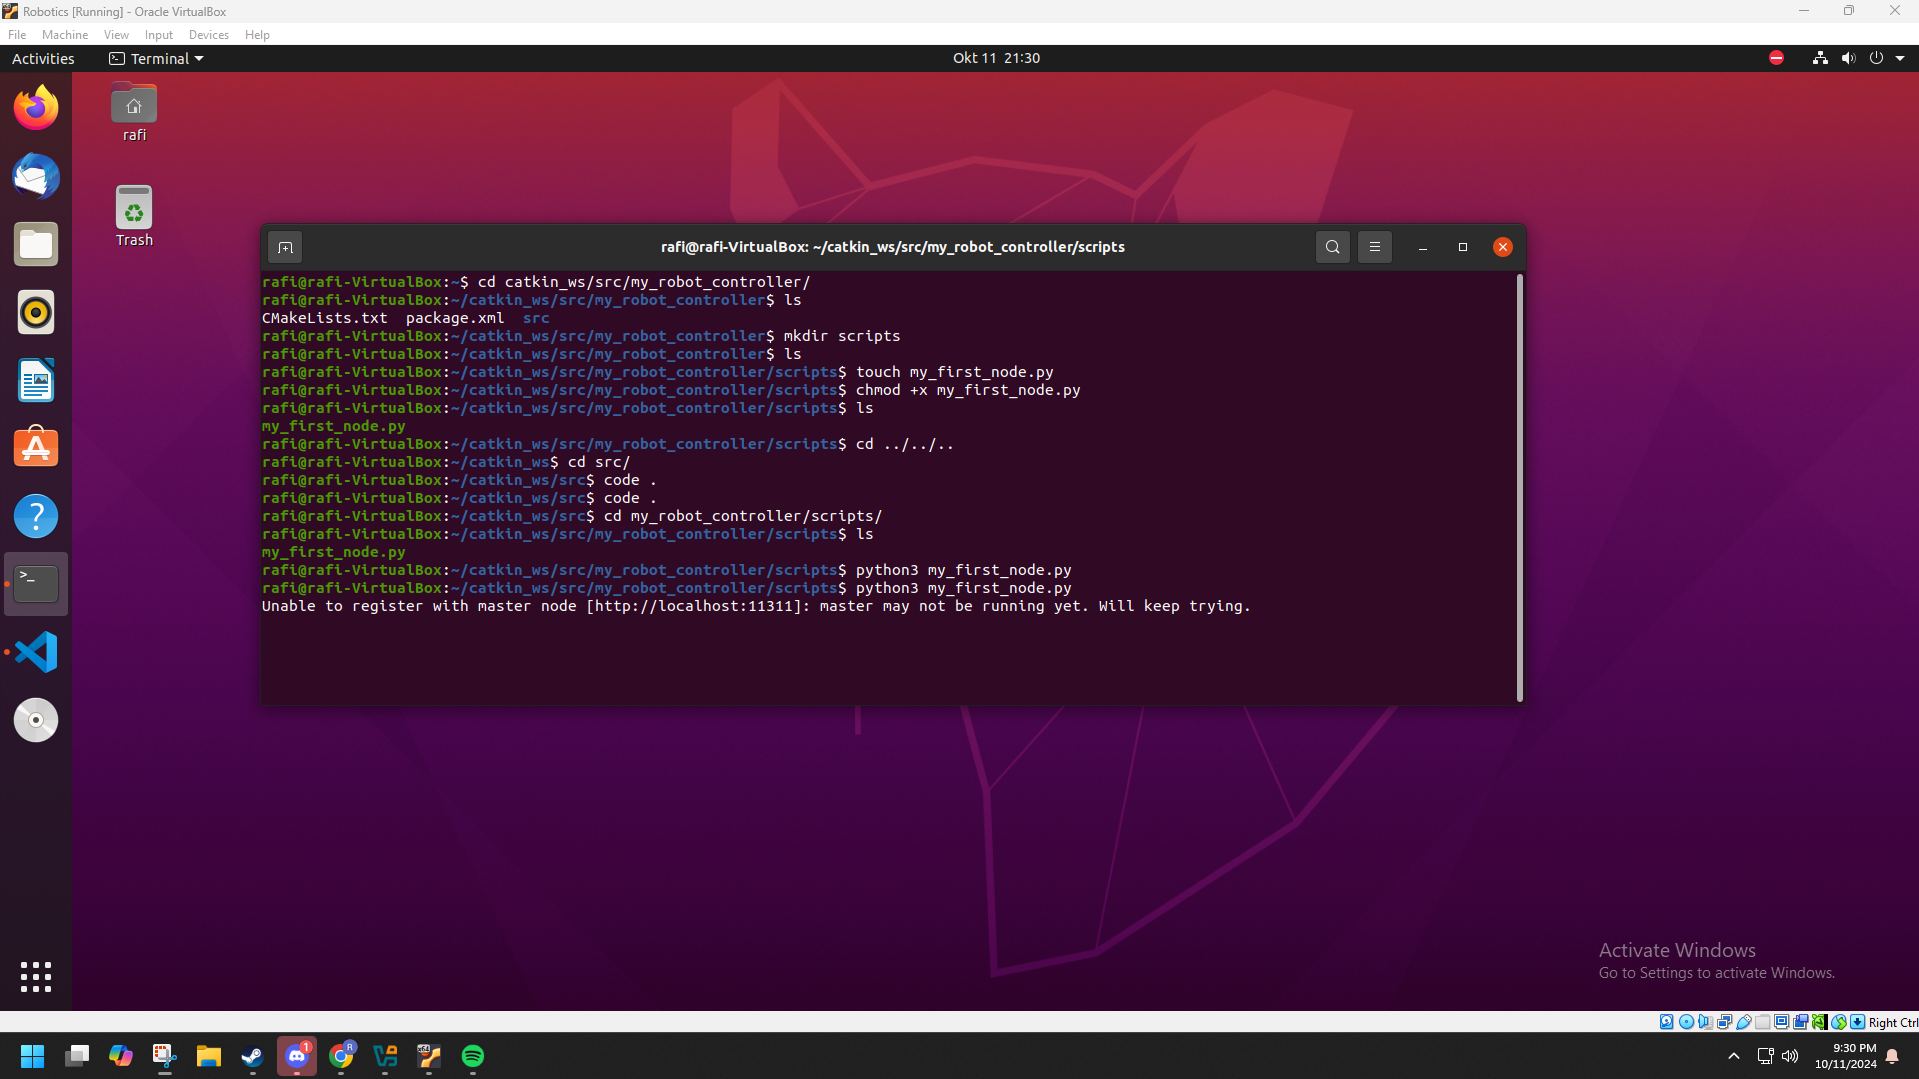 Robotics [Running] - Oracle VirtualBox
File Machine View Input Devices Help
Activities Terminal Okt 11 21:30
rafi
Trash
rafi@rafi-VirtualBox: ~/catkin_ws/src/my_robot_controller/scripts
rafi@rafi-VirtualBox:~$ cd catkin_ws/src/my_robot_controller/
rafi@rafi-VirtualBox:~/catkin_ws/src/my_robot_controller$ ls
CMakeLists.txt package.xml src
rafi@rafi-VirtualBox:~/catkin_ws/src/my_robot_controller$ mkdir scripts
rafi@rafi-VirtualBox:~/catkin_ws/src/my_robot_controller$ ls
rafi@rafi-VirtualBox:~/catkin_ws/src/my_robot_controller/scripts$ touch my_first_node.py
rafi@rafi-VirtualBox:~/catkin_ws/src/my_robot_controller/scripts$ chmod +x my_first_node.py
rafi@rafi-VirtualBox:~/catkin_ws/src/my_robot_controller/scripts$ ls
my_first_node.py
rafi@rafi-VirtualBox:~/catkin_ws/src/my_robot_controller/scripts$ cd ../../..
rafi@rafi-VirtualBox:~/catkin_ws$ cd src/
rafi@rafi-VirtualBox:~/catkin_ws/src$ code .
rafi@rafi-VirtualBox:~/catkin_ws/src$ code .
rafi@rafi-VirtualBox:~/catkin_ws/src$ cd my_robot_controller/scripts/
rafi@rafi-VirtualBox:~/catkin_ws/src/my_robot_controller/scripts$ ls
my_first_node.py
rafi@rafi-VirtualBox:~/catkin_ws/src/my_robot_controller/scripts$ python3 my_first_node.py
rafi@rafi-VirtualBox:~/catkin_ws/src/my_robot_controller/scripts$ python3 my_first_node.py
Unable to register with master node [http://localhost:11311]: master may not be running yet. Will keep trying.
Activate Windows
Go to Settings to activate Windows.
Right Ctrl
1
R
9:30 PM
10/11/2024